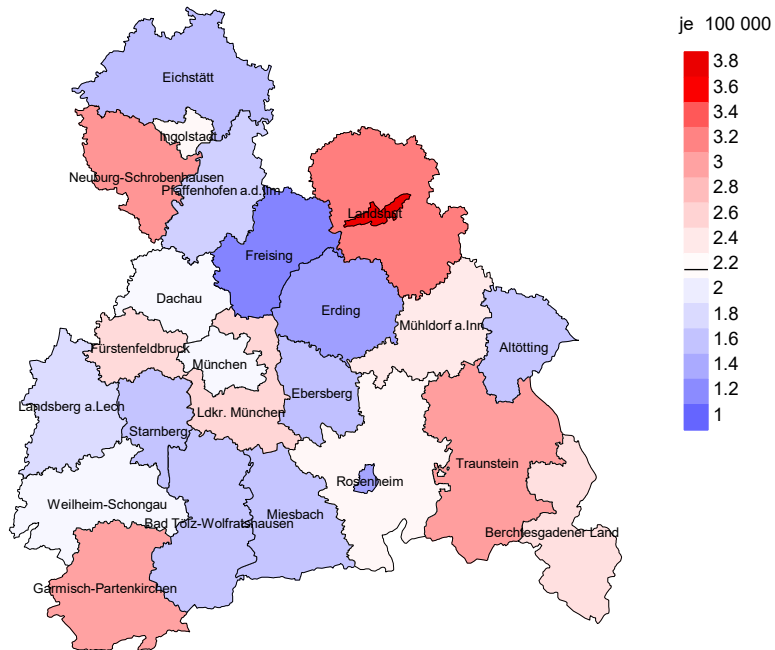 je 100 000
3.8
3.6
3.4
3.2
3
2.8
2.6
2.4
2.2
2
1.8
1.6
1.4
1.2
1
Eichstätt
Ingolstadt
Neuburg-Schrobenhausen
Pfaffenhofen a.d.Ilm
Landshut
Freising
Dachau
Erding
Mühldorf a.Inn
Altötting
Fürstenfeldbruck
München
Ebersberg
Landsberg a.Lech
Ldkr. München
Starnberg
Traunstein
Rosenheim
Weilheim-Schongau
Miesbach
Bad Tölz-Wolfratshausen
Berchtesgadener Land
Garmisch-Partenkirchen